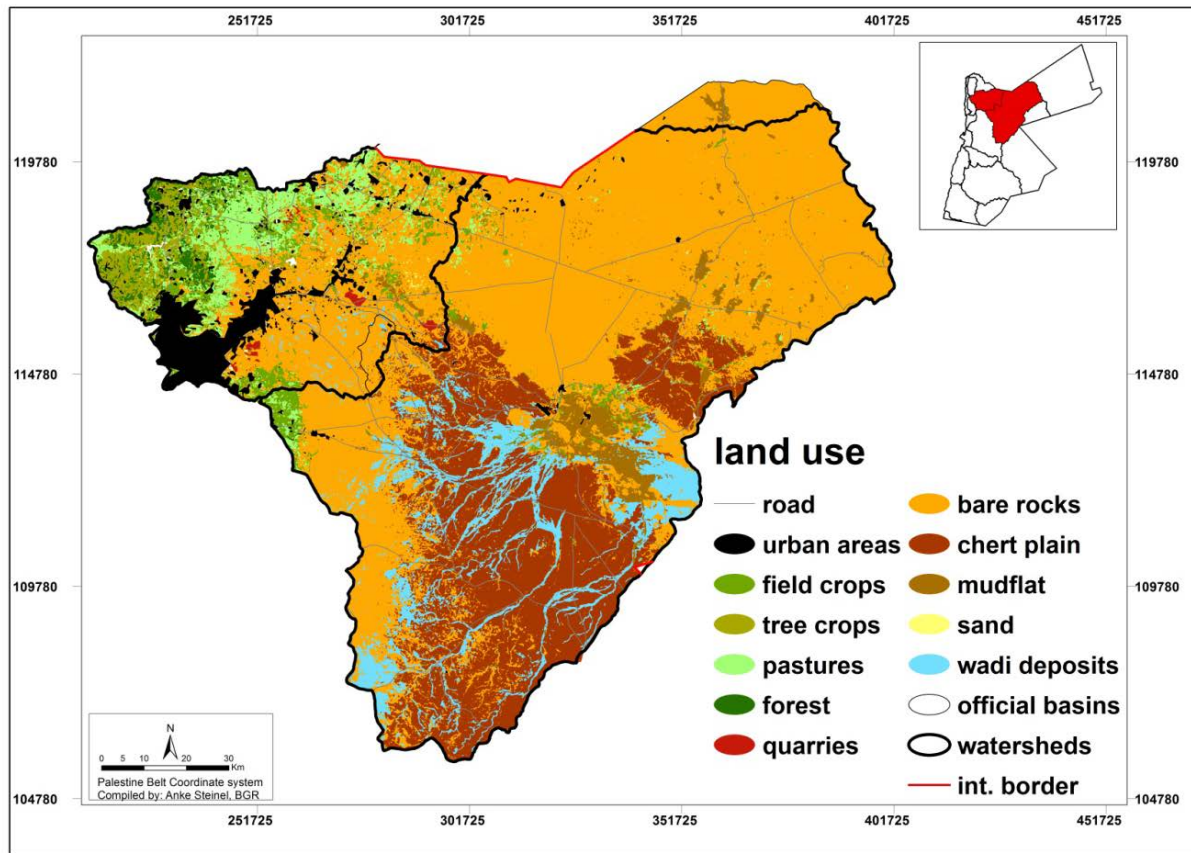 251725 301725 351725 401725 451725
119780 119780
114780 114780
land use
road bare rocks
urban areas chert plain
field crops mudflat
109780 109780
tree crops sand
pastures wadi deposits
forest official basins
quarries watersheds
int. border
N
0 5 10 20 30
Km
Palestine Belt Coordinate system
Compiled by: Anke Steinel, BGR
104780 104780
251725 301725 351725 401725 451725